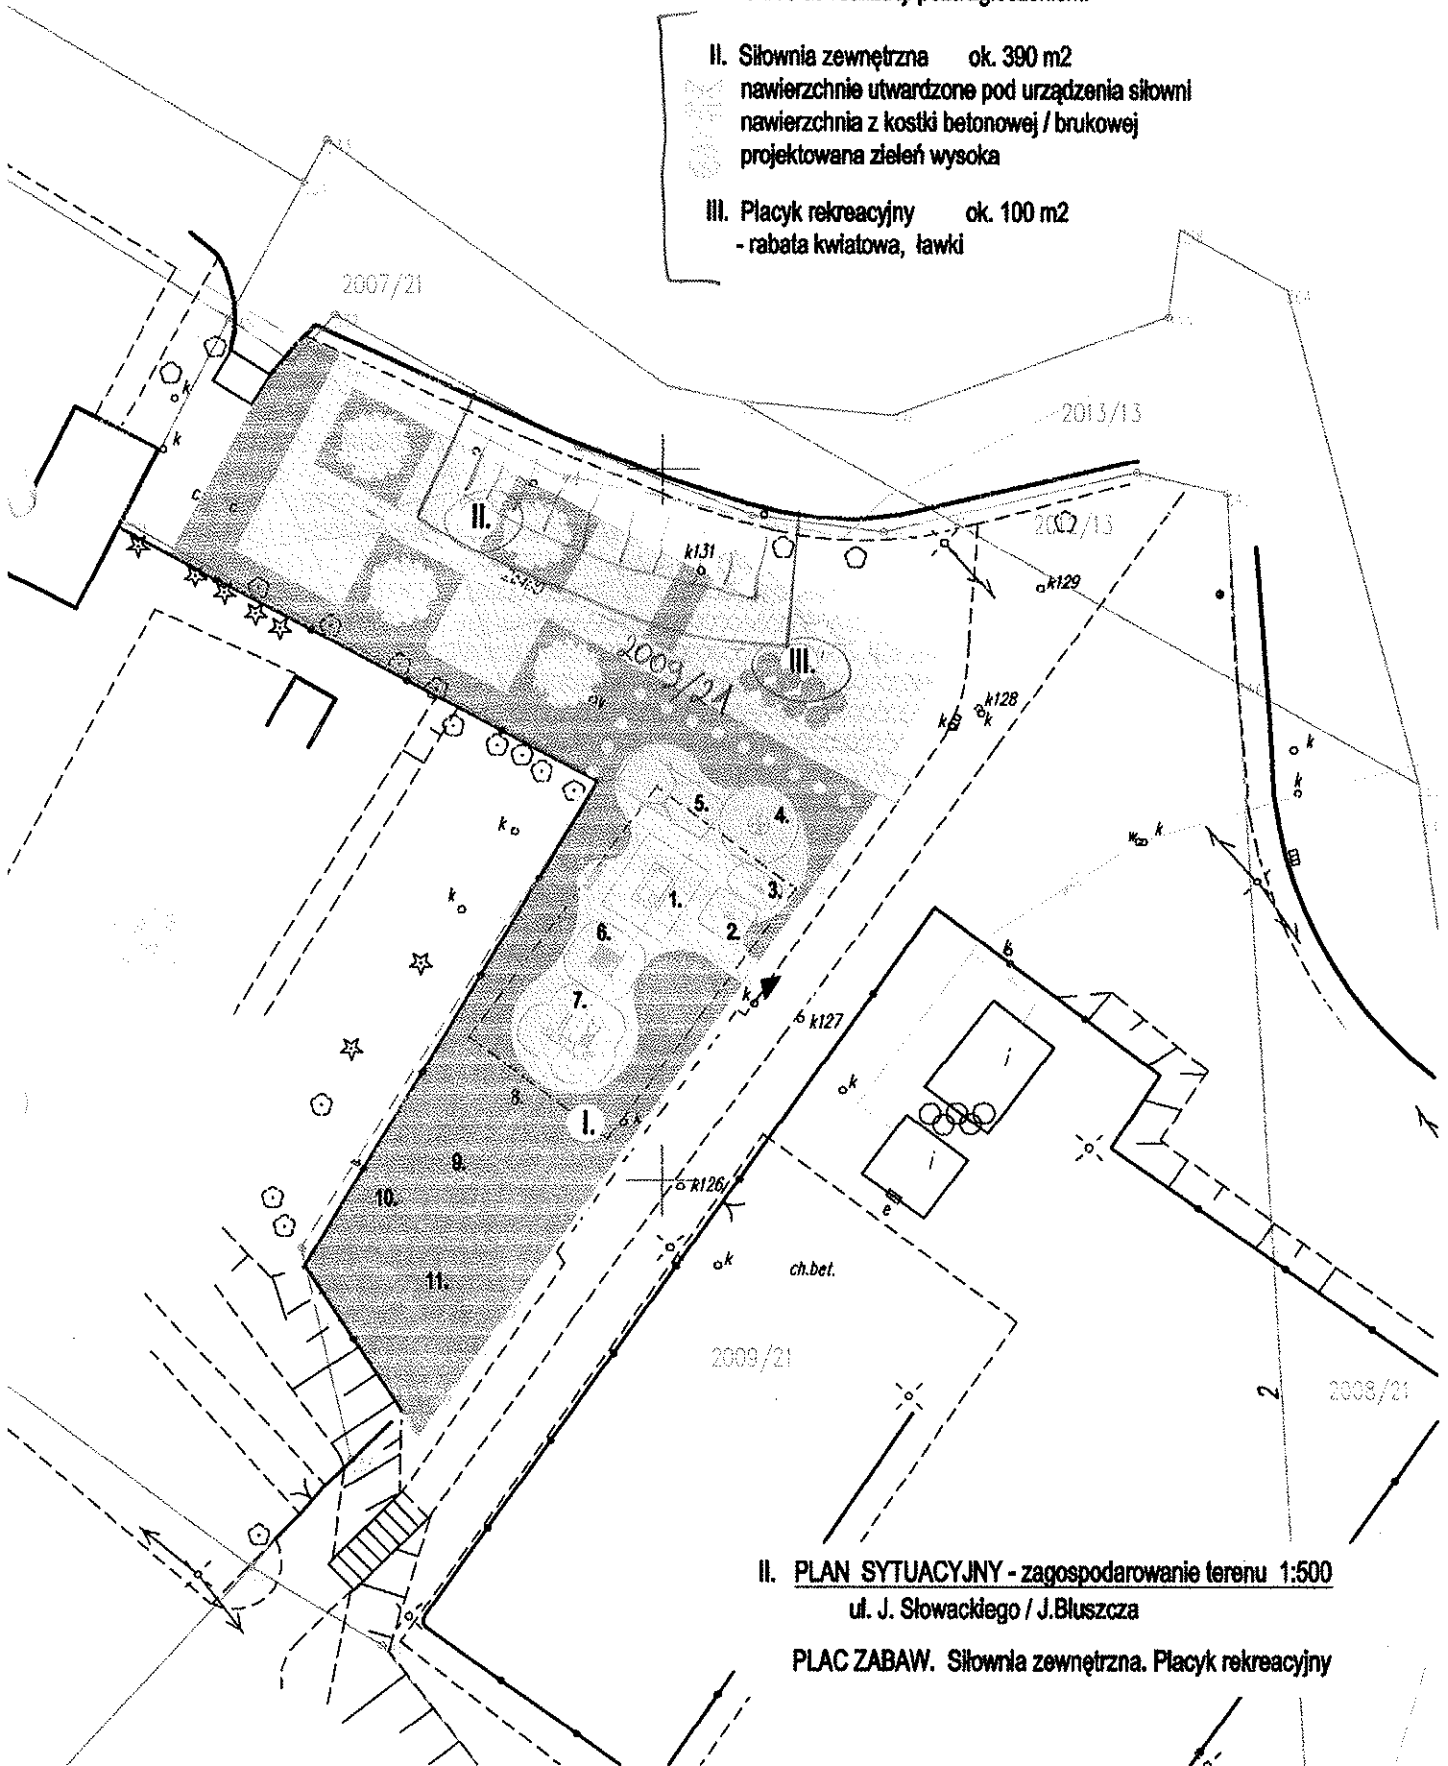 II. Siłownia zewnętrzna ok. 390 m2
nawierzchnie utwardzone pod urządzenia siłowni
nawierzchnia z kostki betonowej / brukowej
projektowana zieleń wysoka
III. Placyk rekreacyjny ok. 100 m2
- rabata kwiatowa, ławki
2007/21
2013/13
k
k
II.
k131
2012/13
k129
2009/21
III.
k128
k
k
k
k
5.
4.
k
w k
3.
1.
k
2.
6.
k
7.
k
k127
i
8.
k
I.
k
9.
i
10.
k126
e
k
ch.bet.
11.
2009/21
2
2008/21
II. PLAN SYTUACYJNY - zagospodarowanie terenu 1:500
ul. J. Słowackiego / J.Bluszcza
PLAC ZABAW. Siłownia zewnętrzna. Placyk rekreacyjny